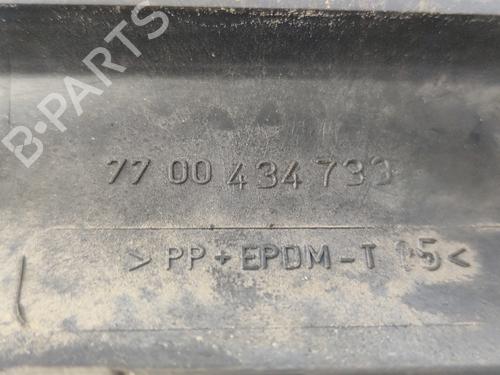 B-PARTS
77 00 434 733
> PP + EPDM - T 15 <